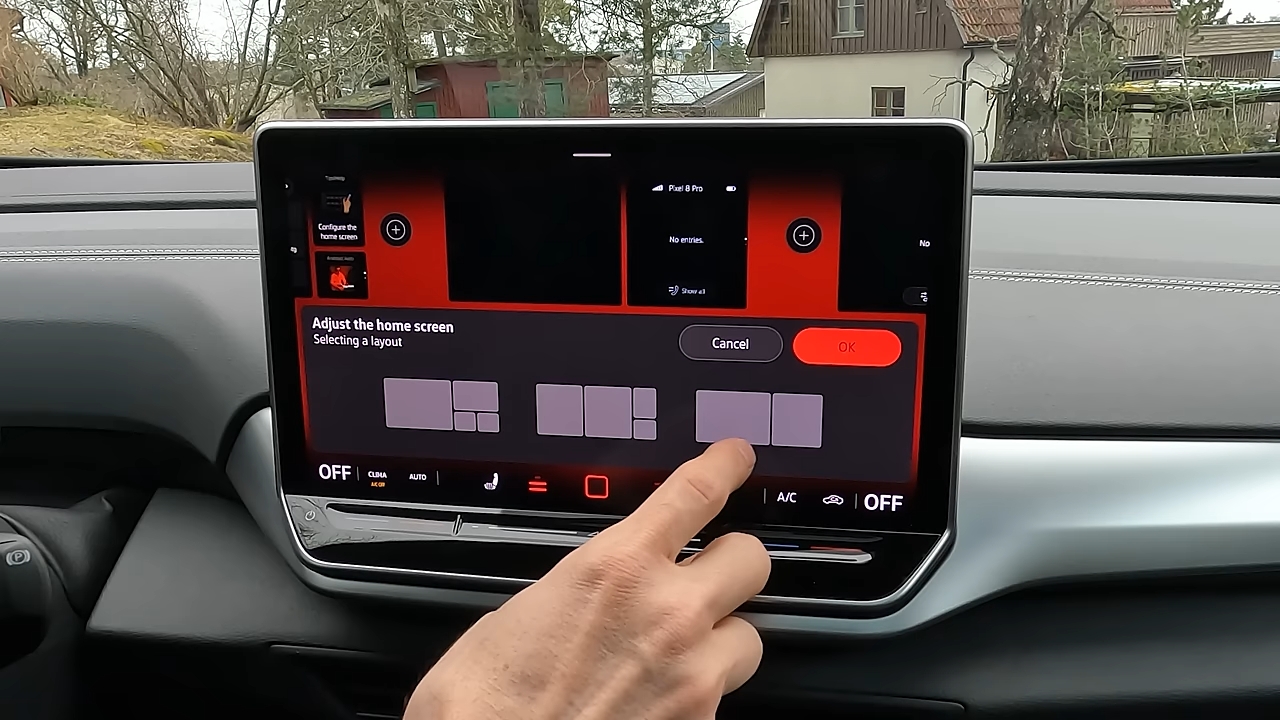 Pixel 8 Pro
Configure the
home screen
No entries.
No
Show all
Adjust the home screen
Selecting a layout
Cancel
OK
OFF
CLIMA
A/C OFF
AUTO
A/C
OFF
P